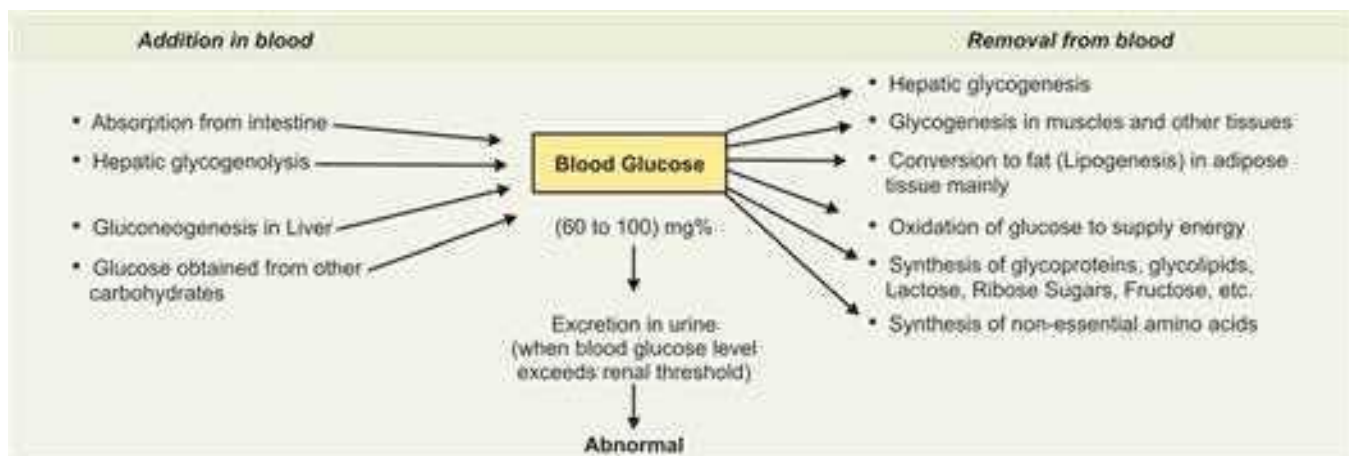 Addition in blood
Removal from blood
• Absorption from intestine
• Hepatic glycogenolysis
• Gluconeogenesis in Liver
• Glucose obtained from other
carbohydrates
Blood Glucose
(60 to 100) mg%
Excretion in urine
(when blood glucose level
exceeds renal threshold)
Abnormal
• Hepatic glycogenesis
• Glycogenesis in muscles and other tissues
• Conversion to fat (Lipogenesis) in adipose
tissue mainly
• Oxidation of glucose to supply energy
• Synthesis of glycoproteins, glycolipids,
Lactose, Ribose Sugars, Fructose, etc.
• Synthesis of non-essential amino acids